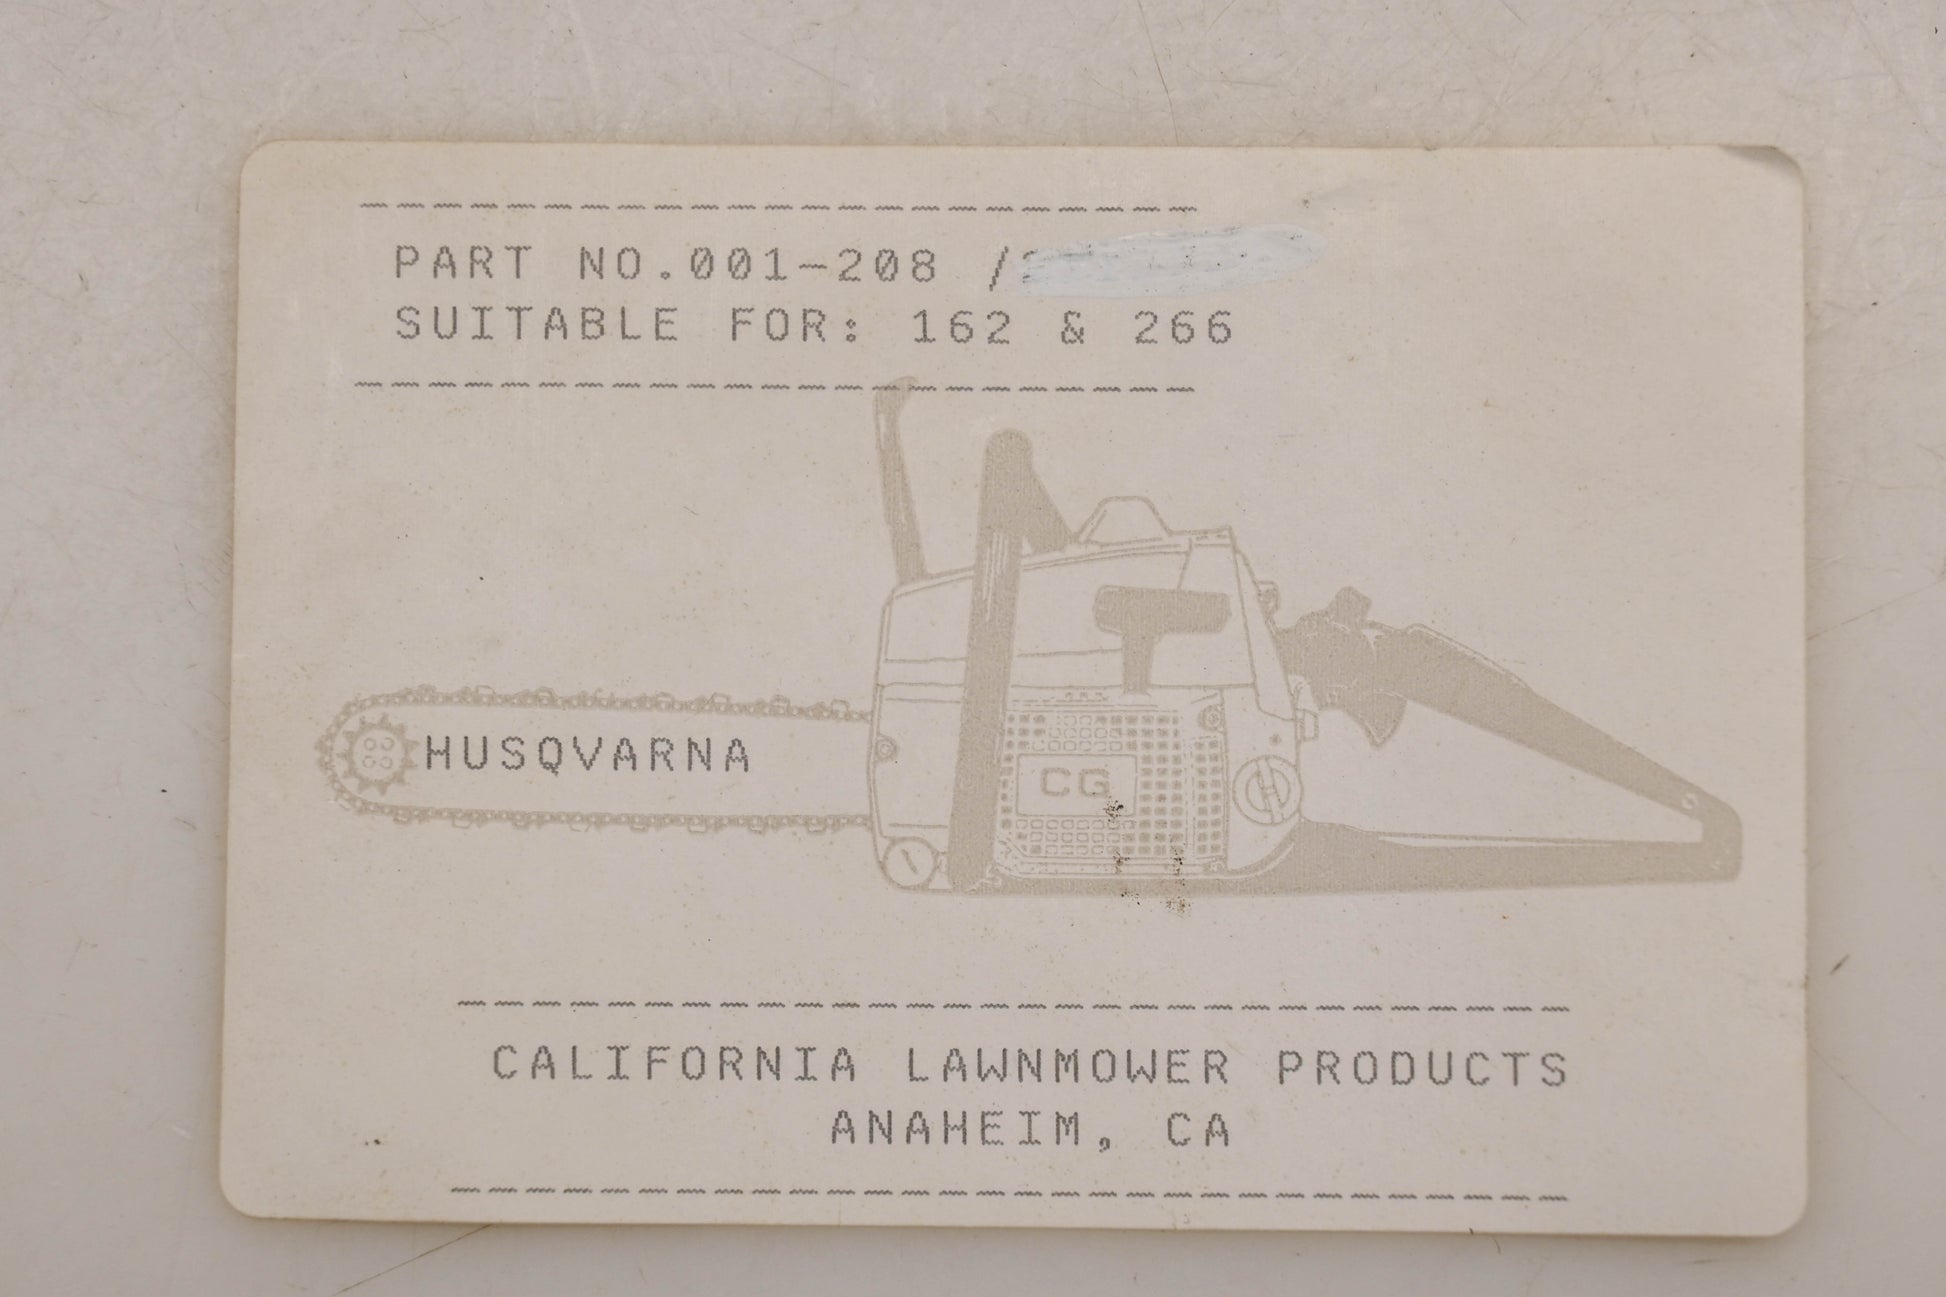 PART NO.001-208 /
SUITABLE FOR: 162 & 266
HUSQVARNA
CG
CALIFORNIA LAWNMOWER PRODUCTS
ANAHEIM, CA